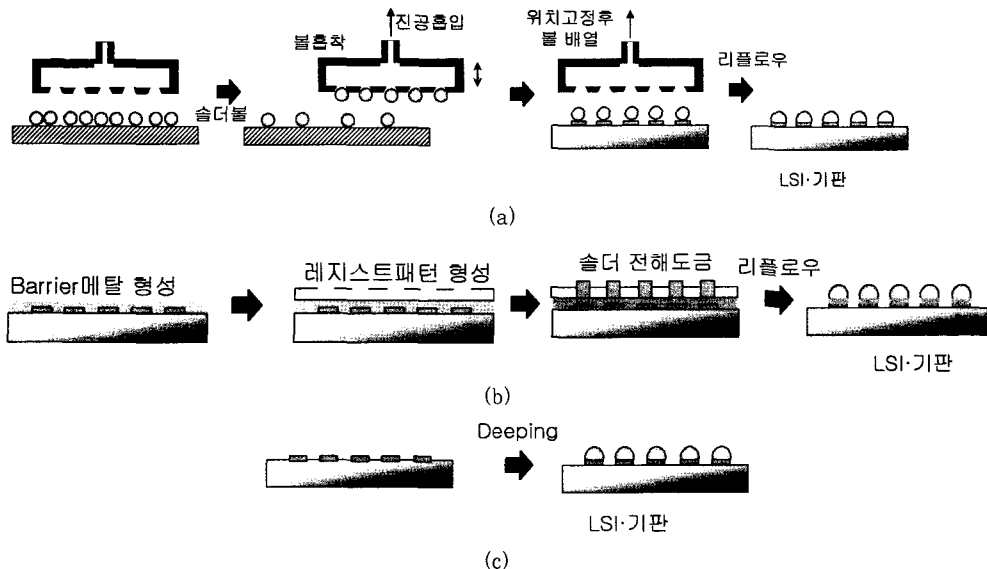 진공흡입
볼흡착
위치고정후
볼 배열
리플로우
솔더볼
LSI·기판
(a)
Barrier메탈 형성
레지스트패턴 형성
솔더 전해도금
리플로우
LSI·기판
(b)
Deeping
LSI·기판
(c)